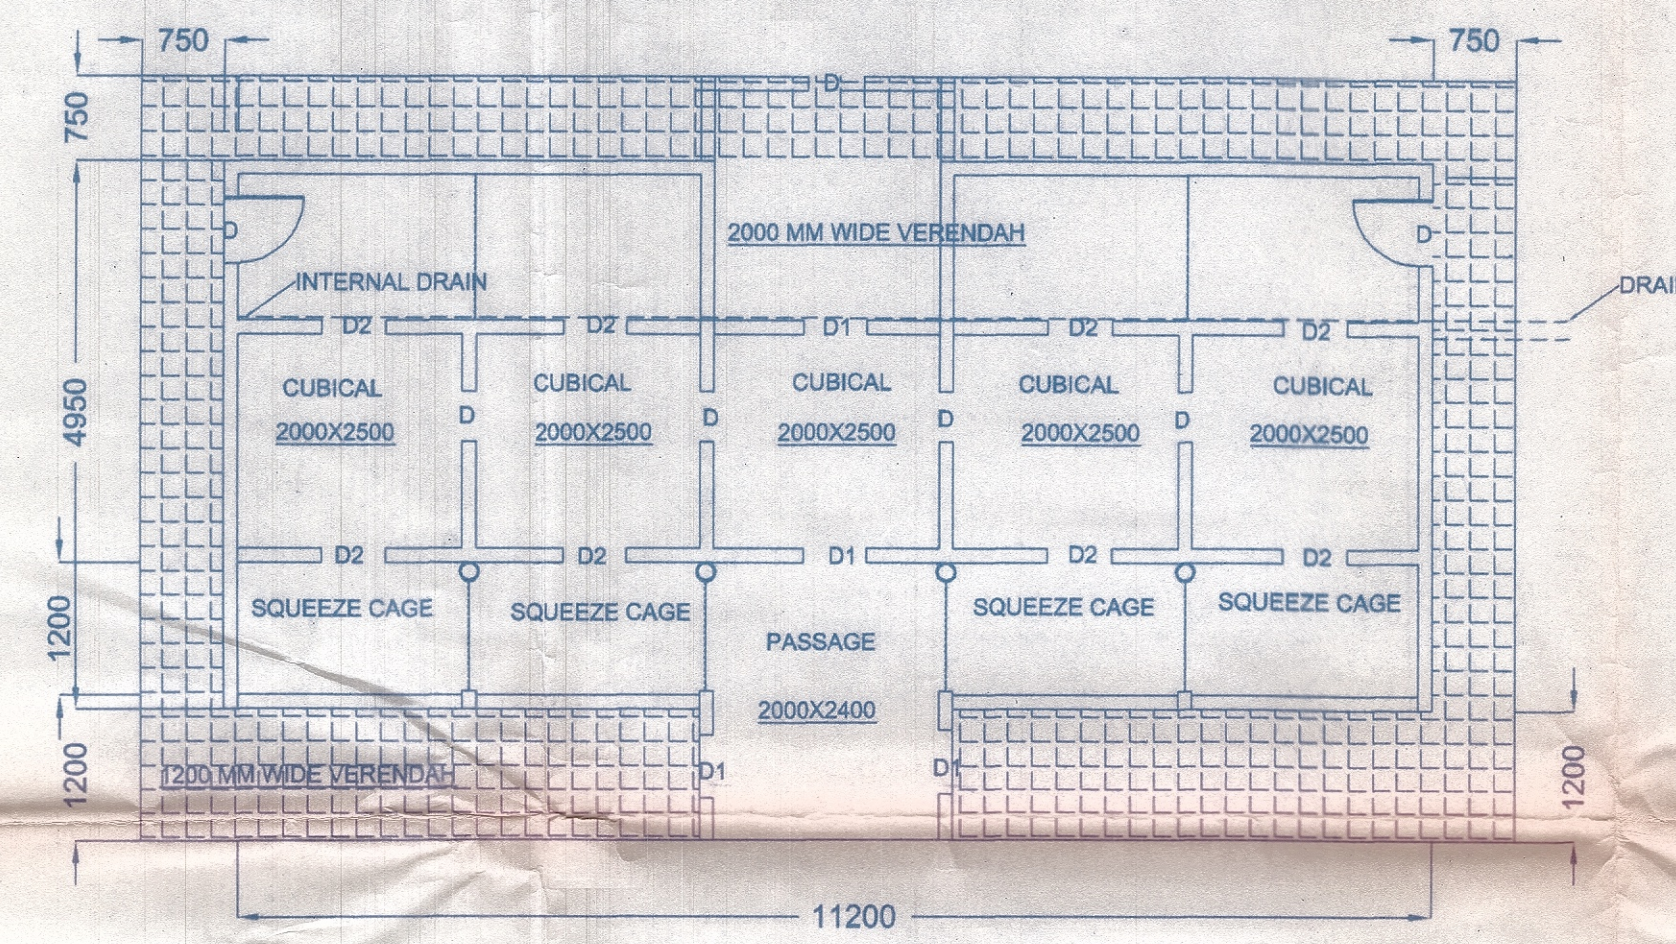 750
750
750
D
D
2000 MM WIDE VERENDAH
D
INTERNAL DRAIN
D2
D2
D1
D2
D2
4950
CUBICAL
2000X2500
CUBICAL
2000X2500
CUBICAL
2000X2500
CUBICAL
2000X2500
CUBICAL
2000X2500
D
D
D
D
D2
D2
D1
D2
D2
1200
SQUEEZE CAGE
SQUEEZE CAGE
PASSAGE
2000X2400
SQUEEZE CAGE
SQUEEZE CAGE
1200
1200 MM WIDE VERENDAH
D1
D1
1200
11200